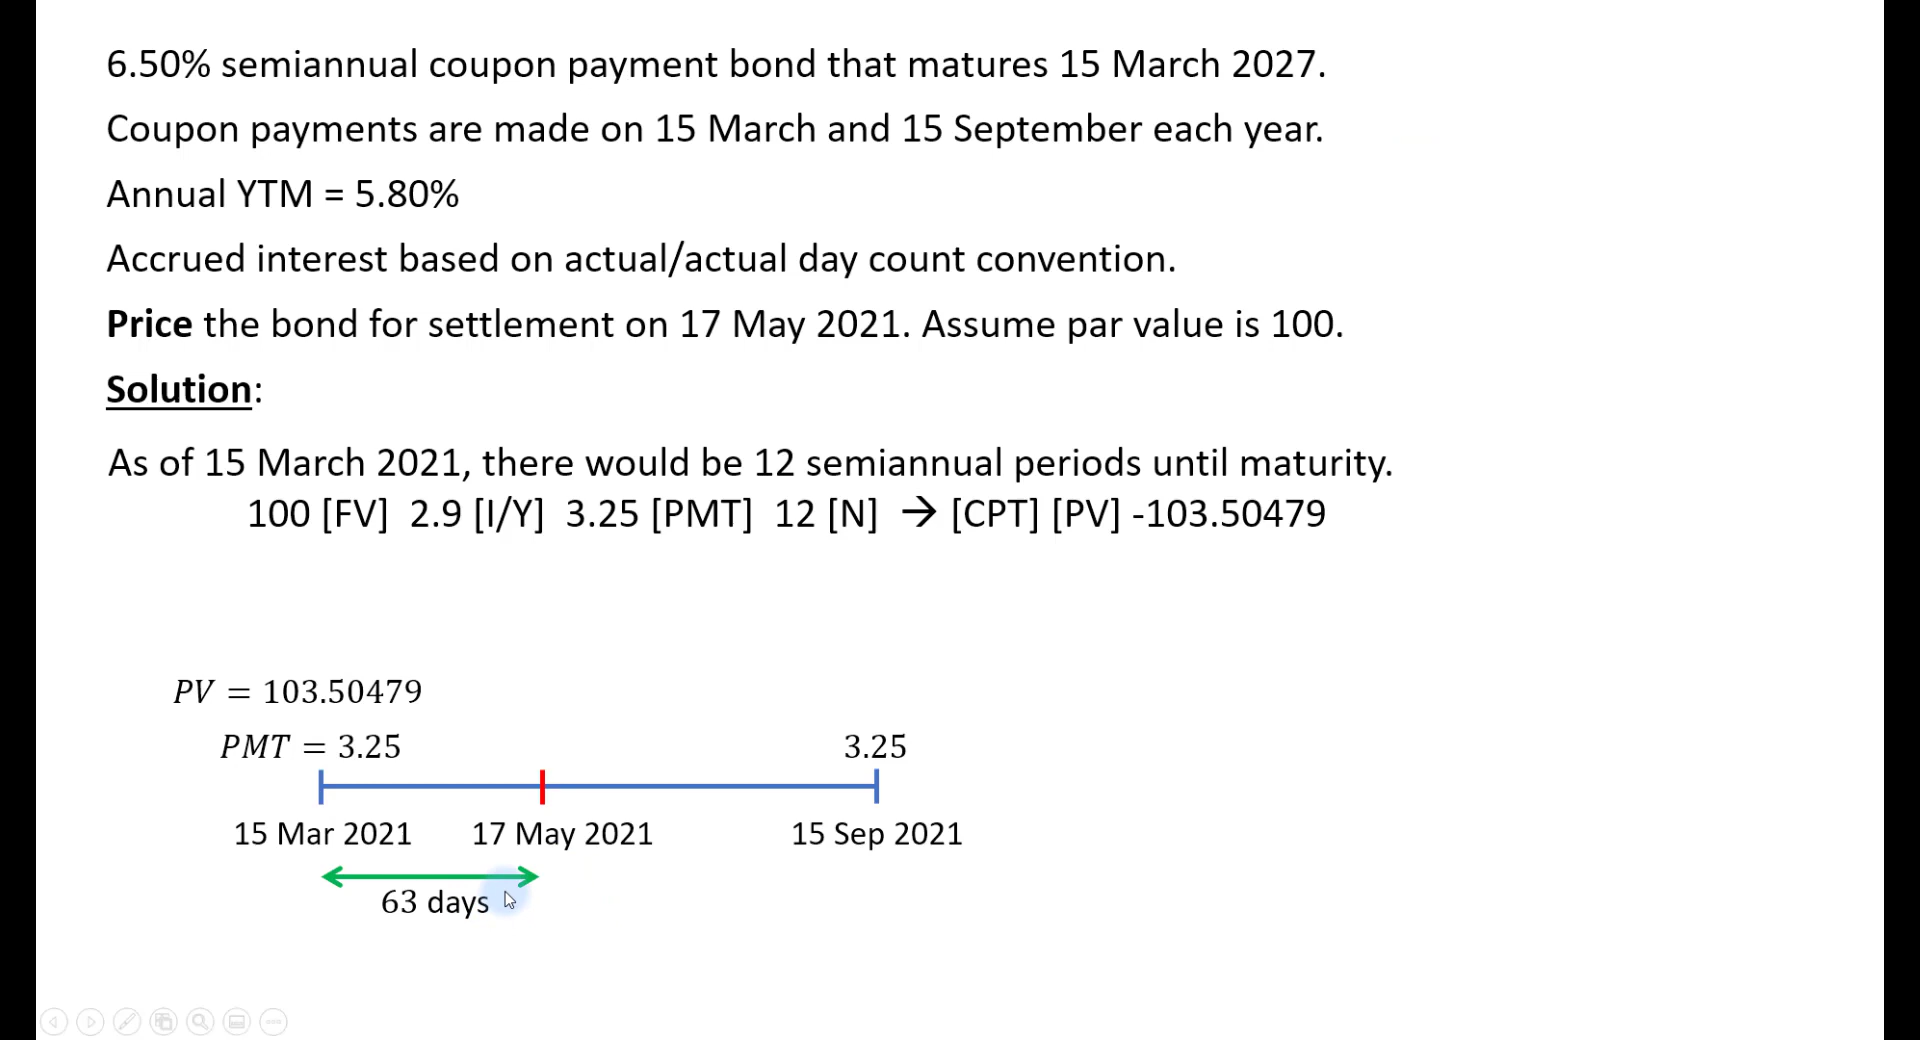 6.50% semiannual coupon payment bond that matures 15 March 2027.
Coupon payments are made on 15 March and 15 September each year.
Annual YTM = 5.80%
Accrued interest based on actual/actual day count convention.
Price the bond for settlement on 17 May 2021. Assume par value is 100.
Solution:
As of 15 March 2021, there would be 12 semiannual periods until maturity.
100 [FV] 2.9 [I/Y] 3.25 [PMT] 12 [N] → [CPT] [PV] -103.50479
PV = 103.50479
PMT = 3.25 3.25
15 Mar 2021 17 May 2021 15 Sep 2021
63 days